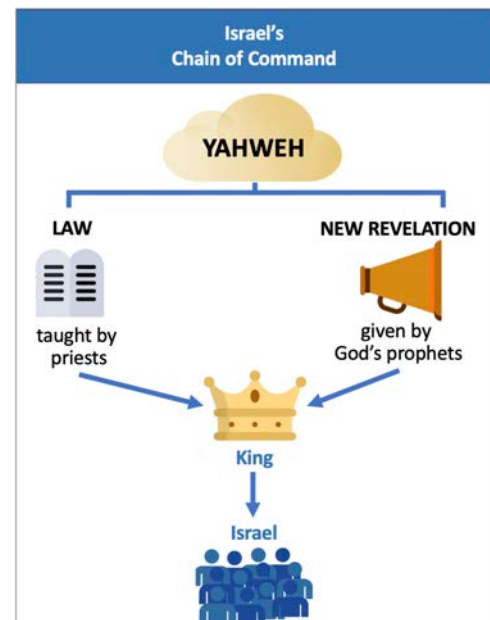 Israel's
Chain of Command
YAHWEH
LAW
NEW REVELATION
taught by
priests
given by
God's prophets
King
Israel